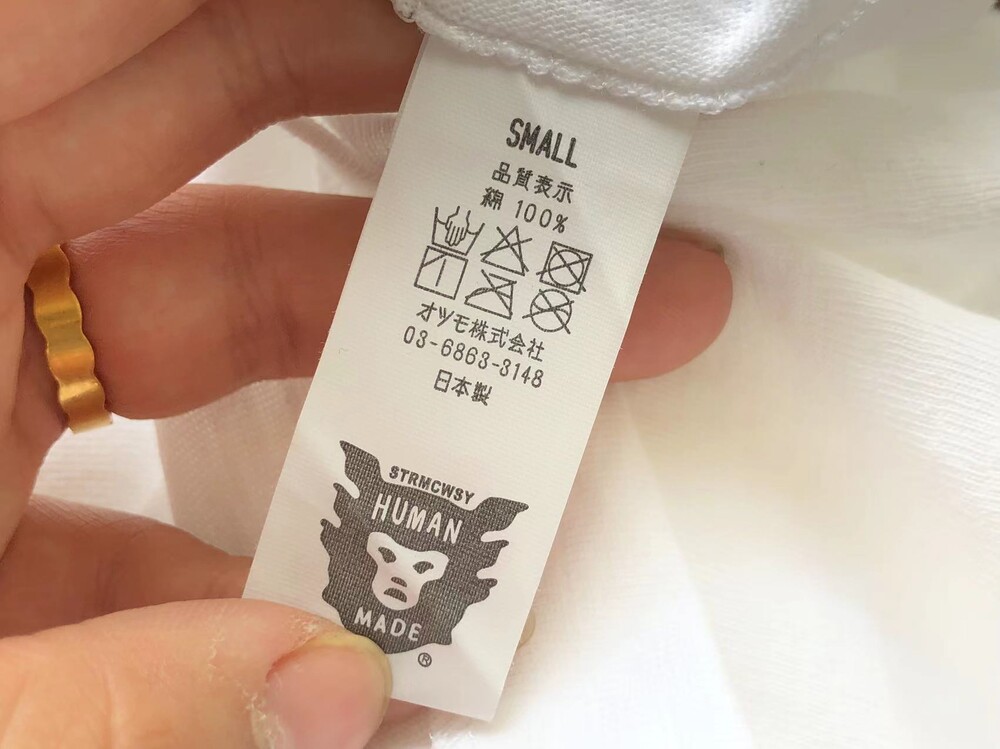 SMALL
品質表示
綿 100%
オツモ株式会社
03-6863-3148
日本製
STRMCWSY
HUMAN
MADE
®